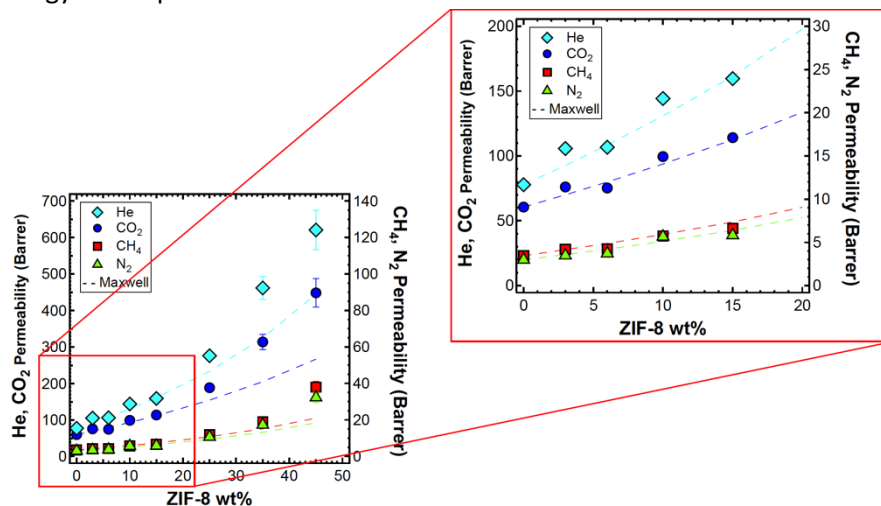 gy
He, CO2 Permeability (Barrer)
200
150
100
50
0
He
CO2
CH4
N2
Maxwell
30
25
20
15
10
5
0
CH4, N2 Permeability (Barrer)
0 5 10 15 20
ZIF-8 wt%
He, CO2 Permeability (Barrer)
700
600
500
400
300
200
100
0
He
CO2
CH4
N2
Maxwell
140
120
100
80
60
40
20
0
CH4, N2 Permeability (Barrer)
0 10 20 30 40 50
ZIF-8 wt%